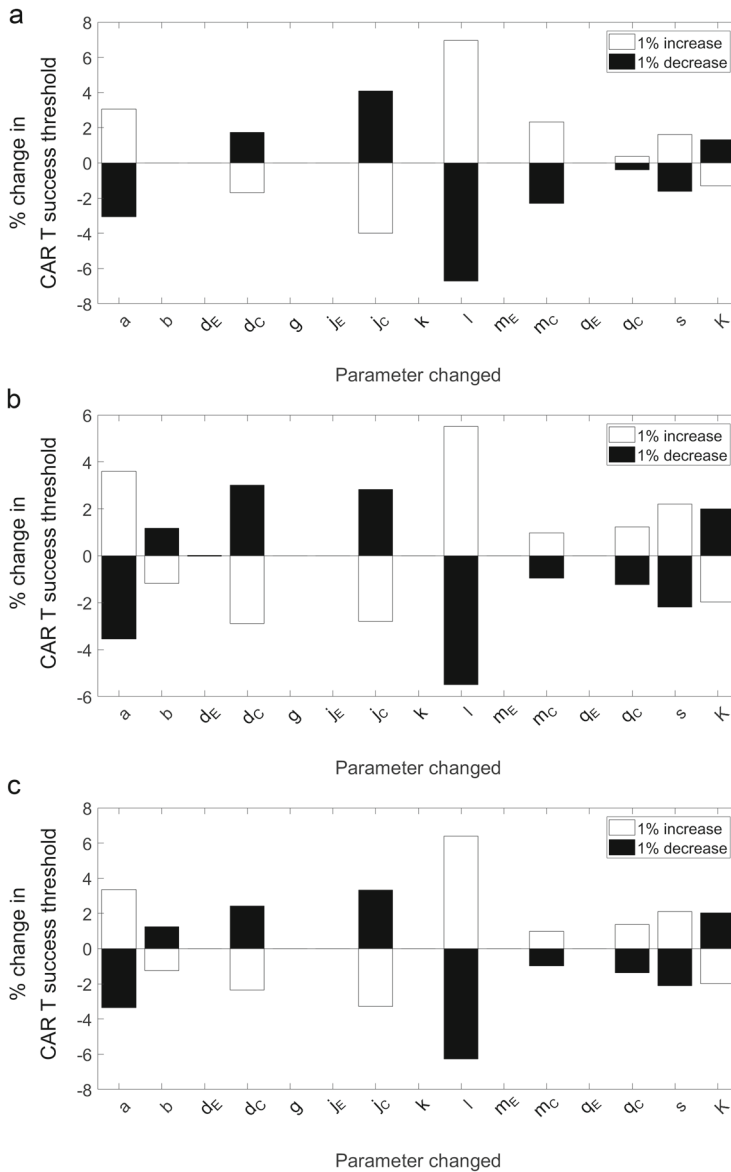 a
8
6
4
2
0
-2
-4
-6
-8
% change in
CAR T success threshold
1% increase
1% decrease
a b dE dC g jE jC k l mE mC qE qC s K
Parameter changed
b
6
4
2
0
-2
-4
-6
% change in
CAR T success threshold
1% increase
1% decrease
a b dE dC g jE jC k l mE mC qE qC s K
Parameter changed
c
8
6
4
2
0
-2
-4
-6
-8
% change in
CAR T success threshold
1% increase
1% decrease
a b dE dC g jE jC k l mE mC qE qC s K
Parameter changed